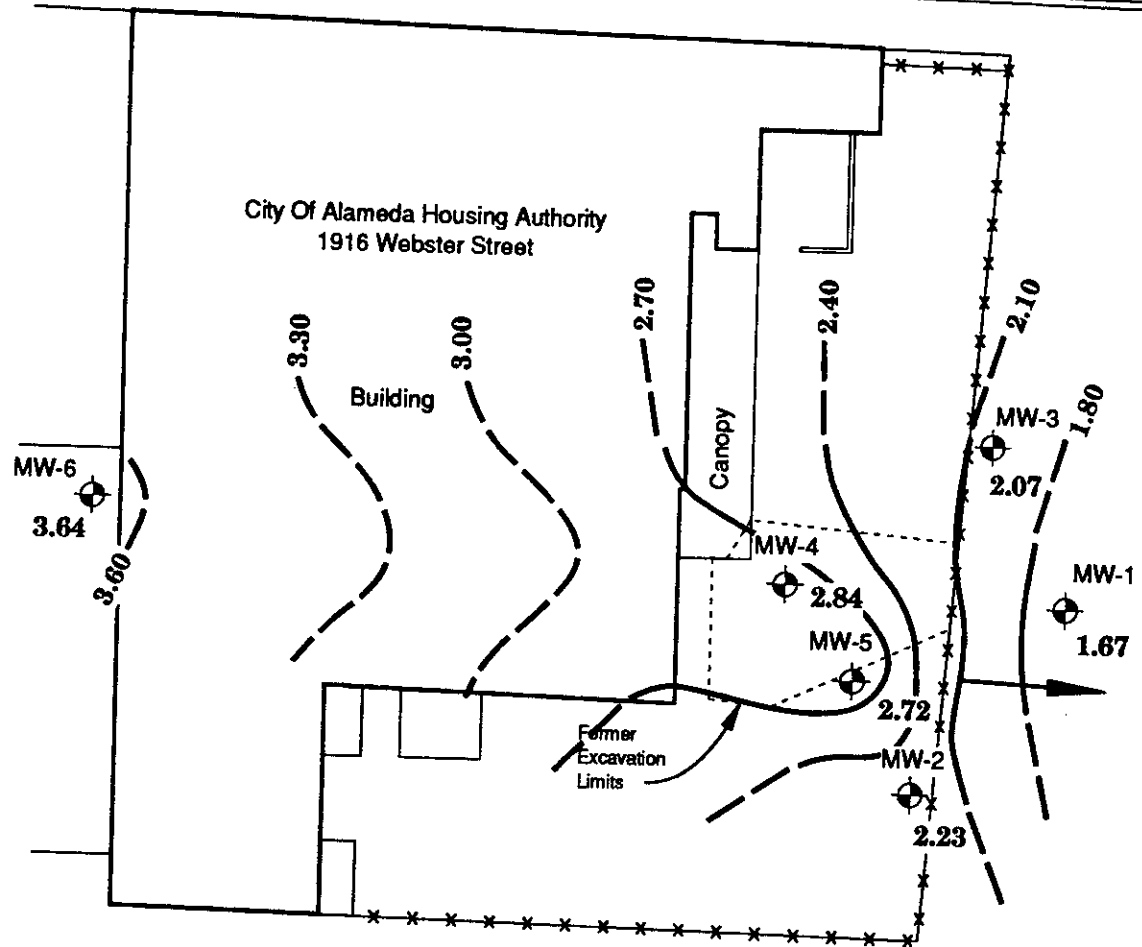 City Of Alameda Housing Authority
1916 Webster Street
2.70
2.40
2.10
3.30
3.00
Building
Canopy
1.80
MW-3
2.07
MW-6
3.64
3.60
MW-4
2.84
MW-1
1.67
MW-5
2.72
Former
Excavation
Limits
MW-2
2.23